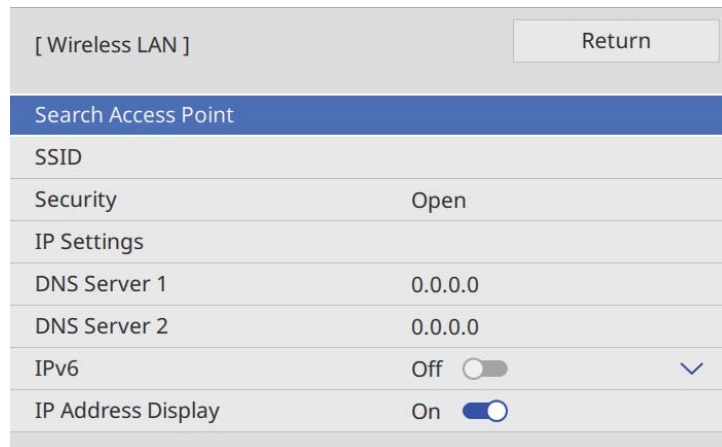 [ Wireless LAN ] Return
Search Access Point
SSID
Security Open
IP Settings
DNS Server 1 0.0.0.0
DNS Server 2 0.0.0.0
IPv6 Off
IP Address Display On